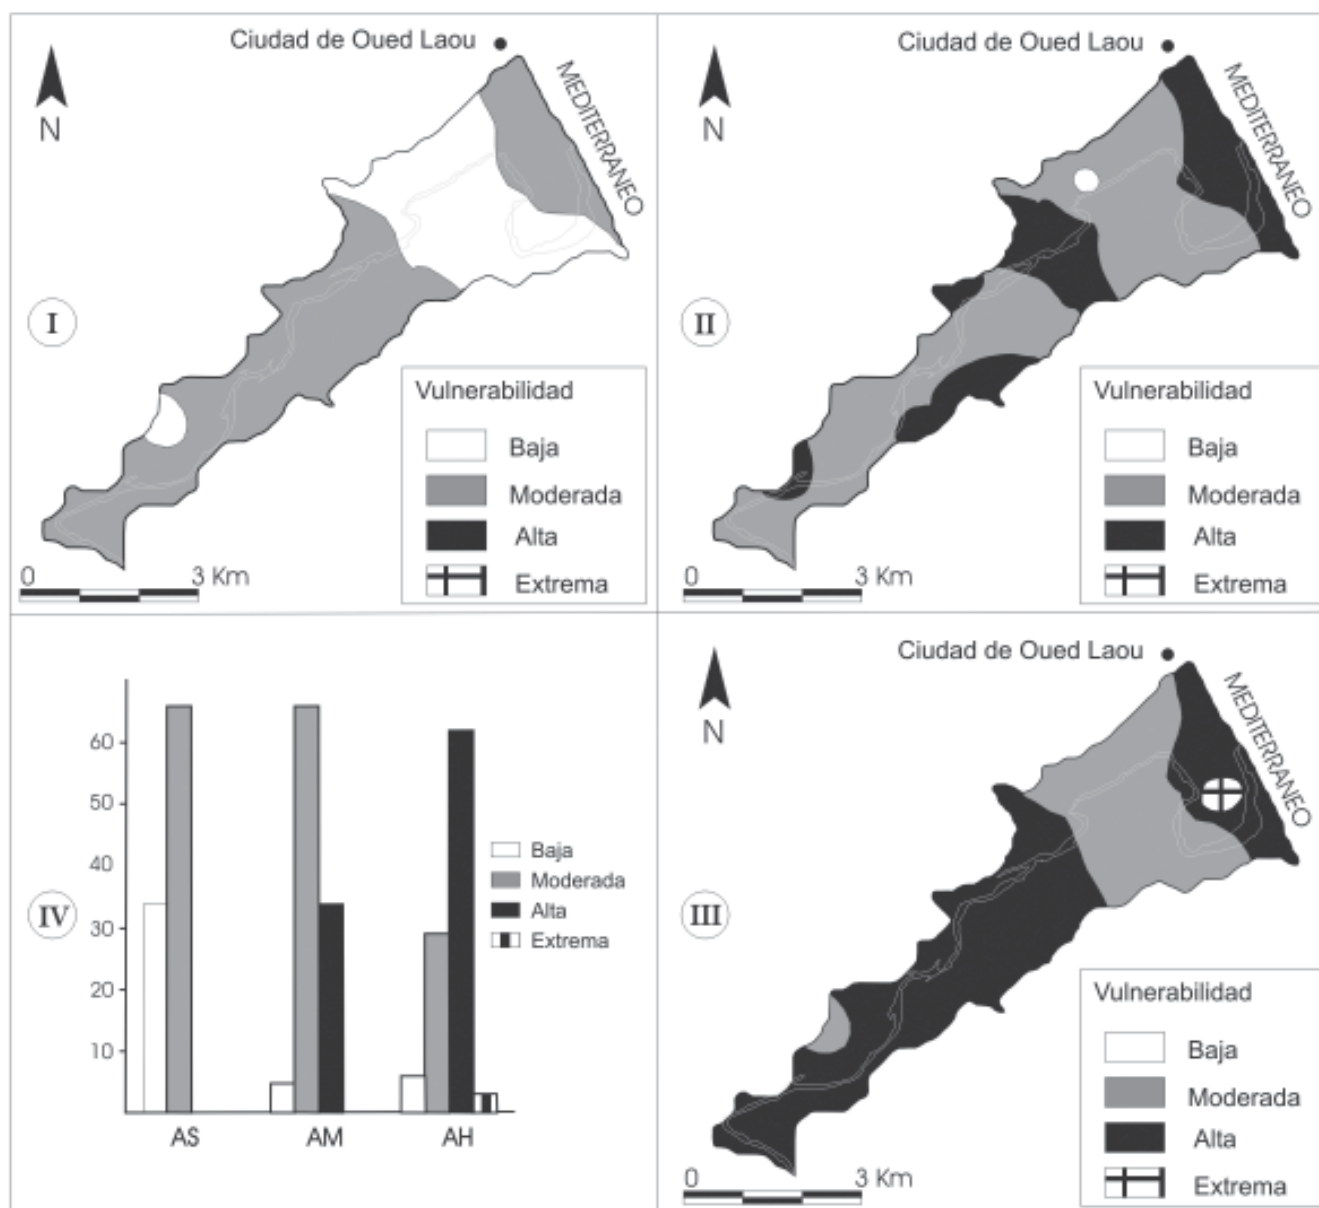 Ciudad de Oued Laou
N
MEDITERRANEO
I
Vulnerabilidad
Baja
Moderada
Alta
Extrema
0 3 Km
Ciudad de Oued Laou
N
MEDITERRANEO
II
Vulnerabilidad
Baja
Moderada
Alta
Extrema
0 3 Km
60
50
40
30
20
10
IV
Baja
Moderada
Alta
Extrema
AS AM AH
Ciudad de Oued Laou
N
MEDITERRANEO
III
Vulnerabilidad
Baja
Moderada
Alta
Extrema
0 3 Km